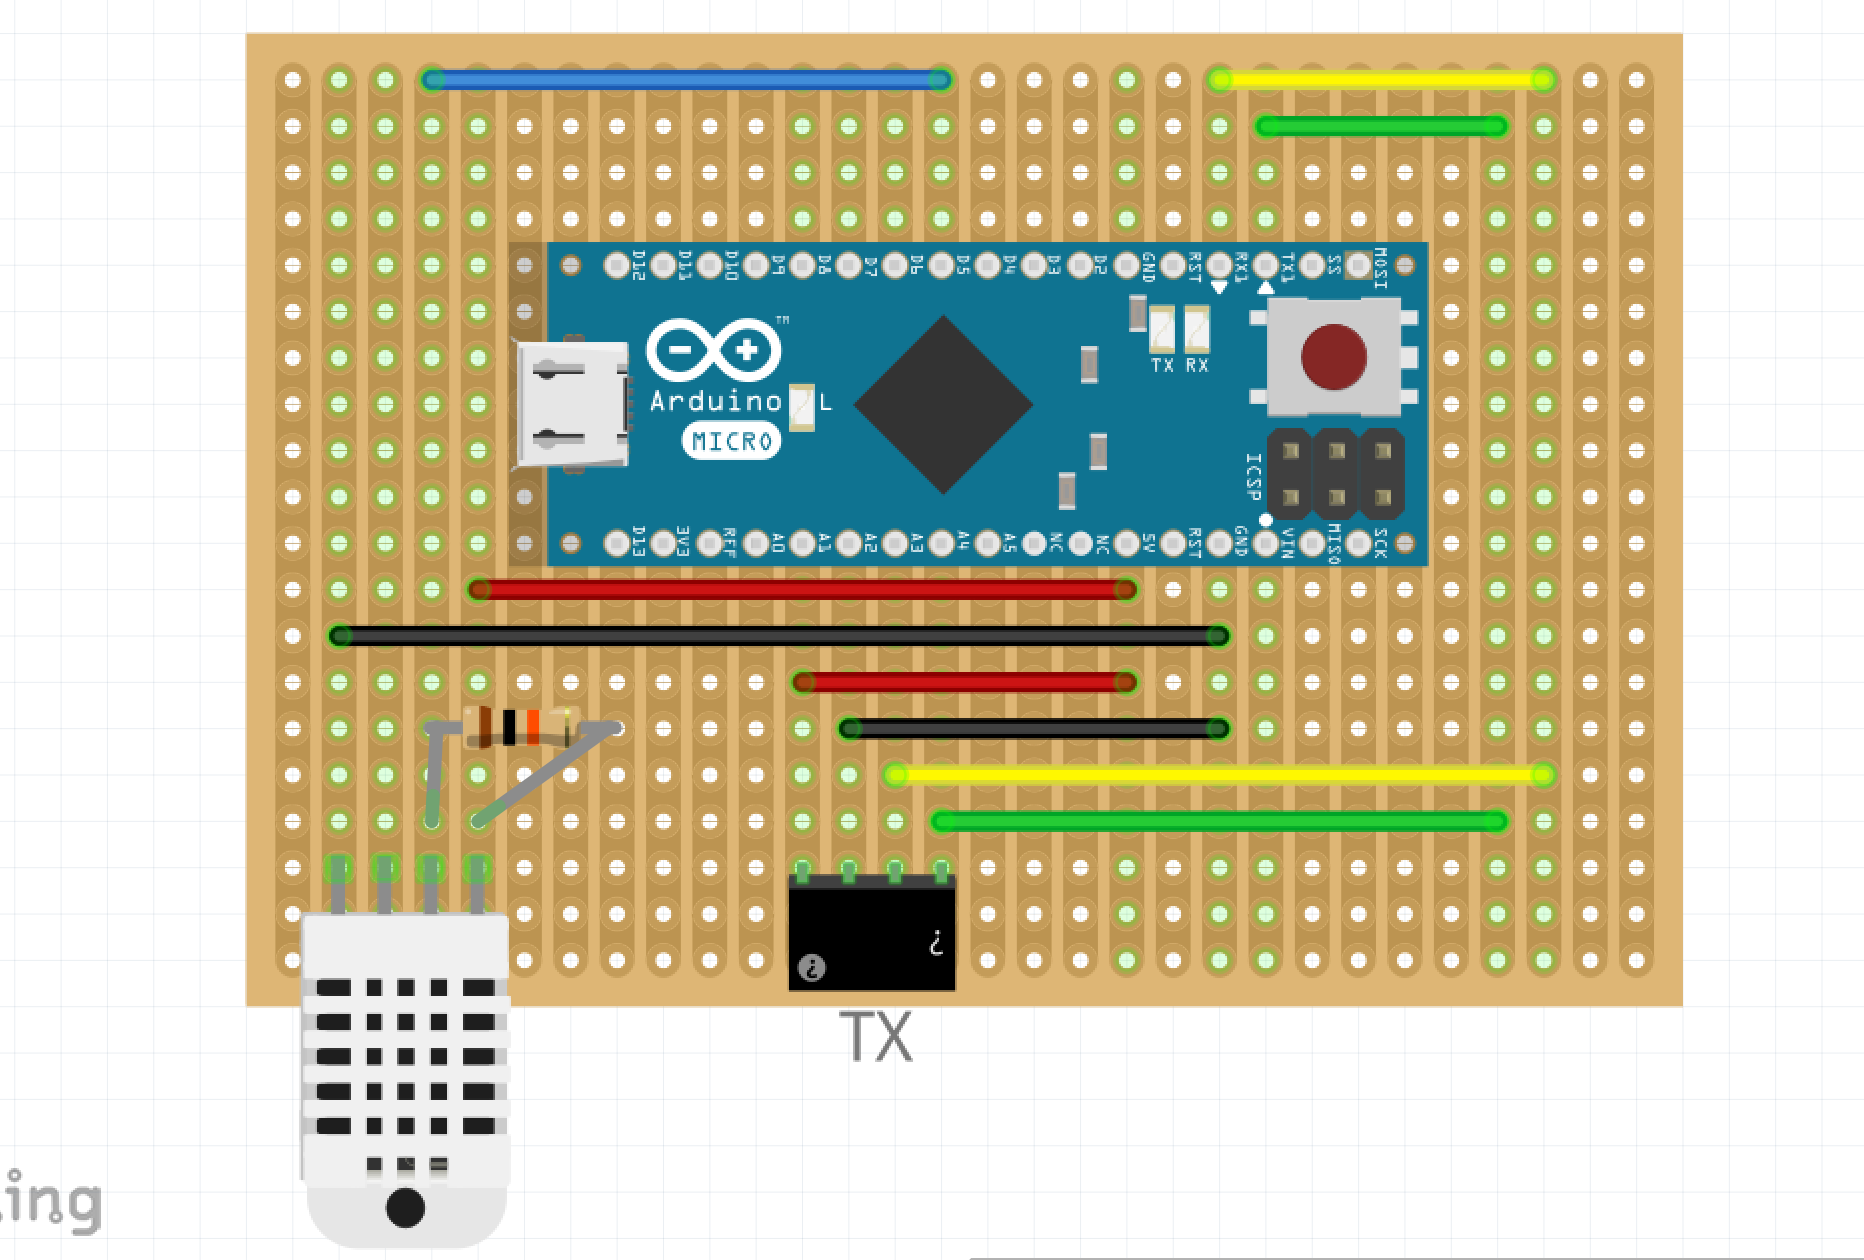 D12 D11 D10 D9 D8 D7 D6 D5 D4 D3 D2 GND RST RX1 TX1 SS MOSI
TM
TX RX
Arduino L
MICRO
ICSP
D13 3V3 REF A0 A1 A2 A3 A4 A5 NC NC 5V RST GND VIN MISO SCK
?
TX
ing